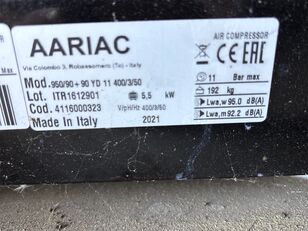 AARIAC
Via Colombo 3, Robassomero (To) - Italy
AIR COMPRESSOR
CE EAC
Mod. 950/90+90 YD 11 400/3/50
Lot. ITR1612901
Cod. 4116000323
Made in Italy
5,5 kW
V/pH/Hz 400/3/50
2021
11 Bar max
192 kg
Lwa,w 95.0 dB(A)
Lwa,m 92.2 dB(A)
Max.